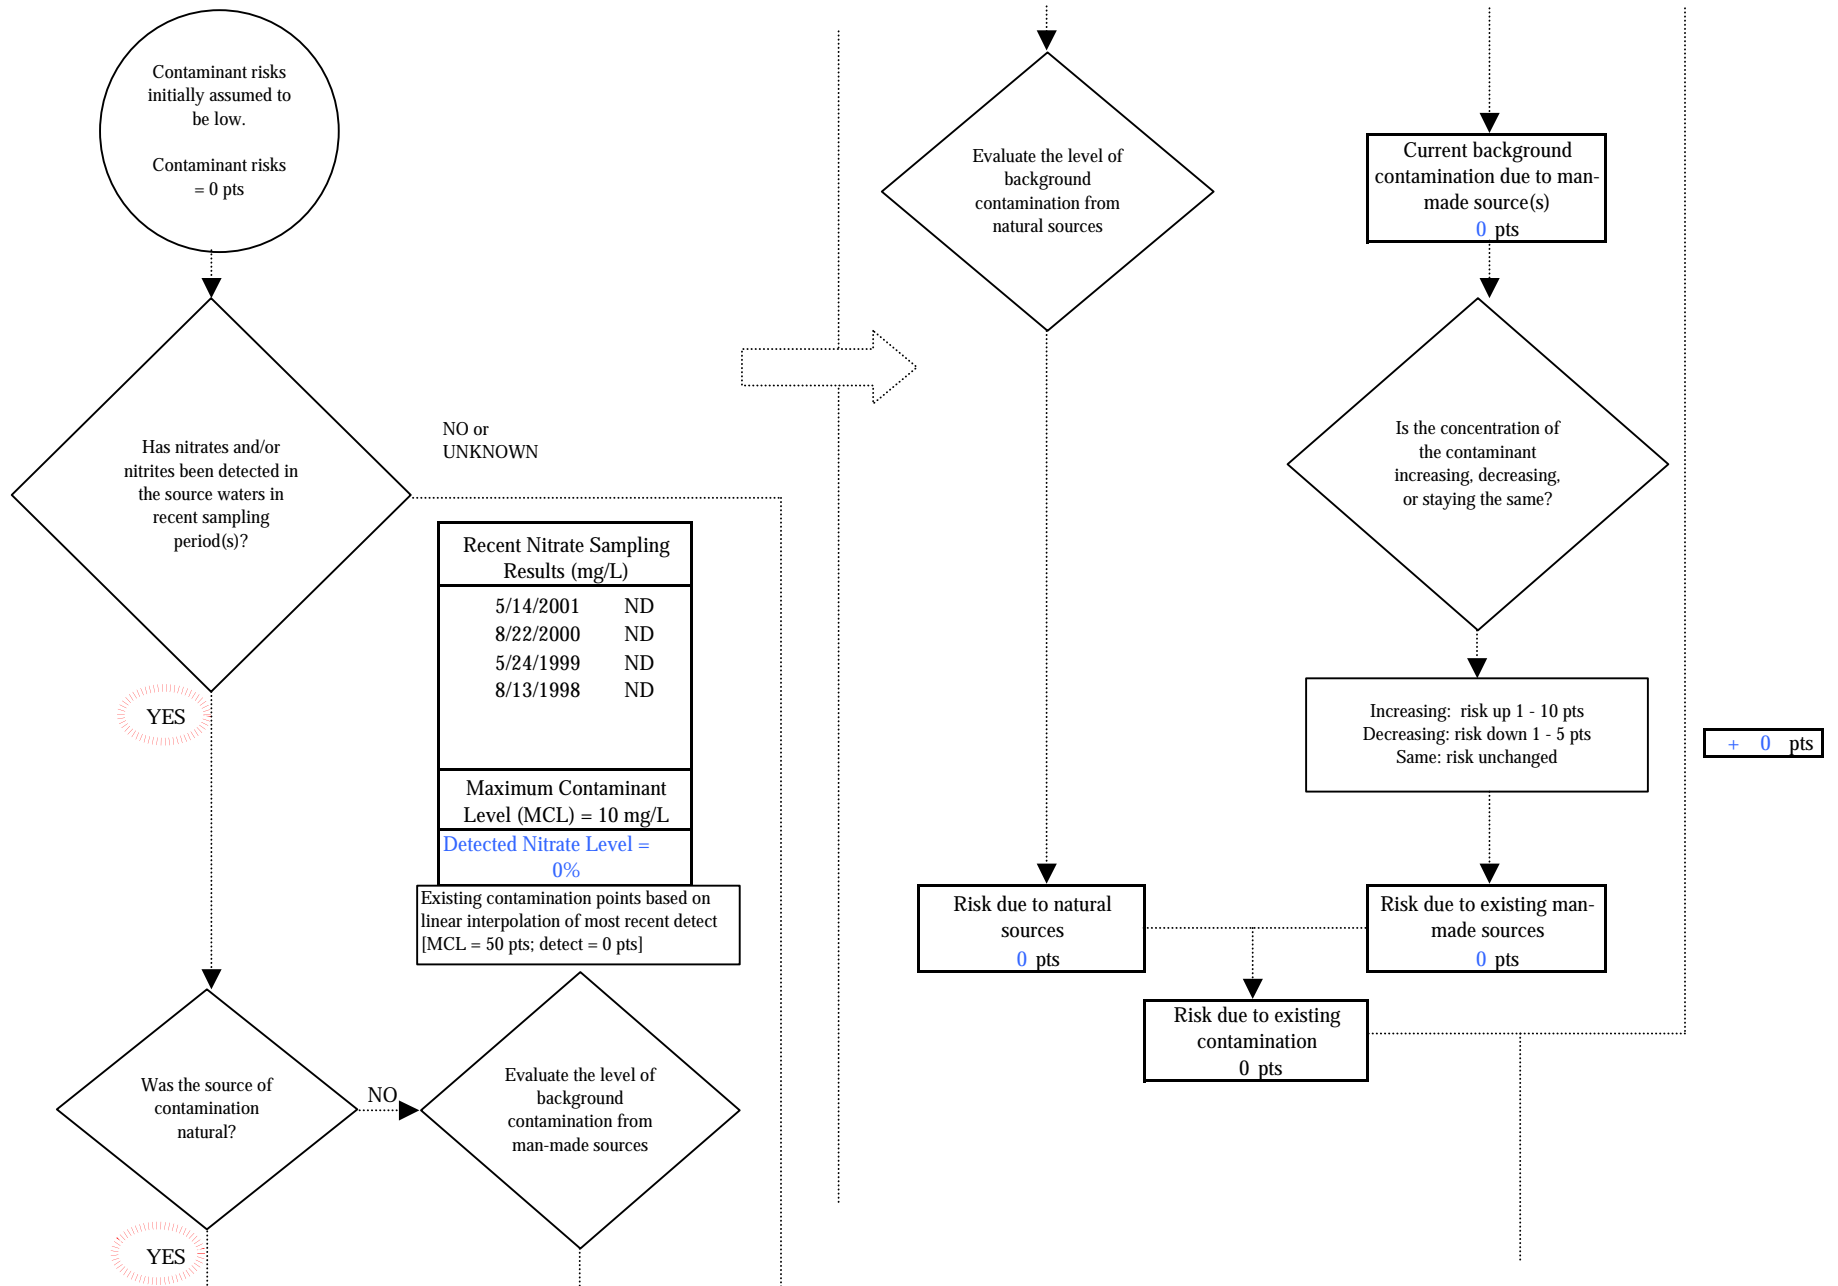 Contaminant risks
initially assumed to
be low.
Contaminant risks
= 0 pts
Has nitrates and/or
nitrites been detected in
the source waters in
recent sampling
period(s)?
NO or
UNKNOWN
YES
Recent Nitrate Sampling
Results (mg/L)
5/14/2001 ND
8/22/2000 ND
5/24/1999 ND
8/13/1998 ND
Maximum Contaminant
Level (MCL) = 10 mg/L
Detected Nitrate Level =
0%
Existing contamination points based on
linear interpolation of most recent detect
[MCL = 50 pts; detect = 0 pts]
Was the source of
contamination
natural?
NO
YES
Evaluate the level of
background
contamination from
man-made sources
Evaluate the level of
background
contamination from
natural sources
Current background
contamination due to man-
made source(s)
0 pts
Is the concentration of
the contaminant
increasing, decreasing,
or staying the same?
Increasing: risk up 1 - 10 pts
Decreasing: risk down 1 - 5 pts
Same: risk unchanged
+ 0 pts
Risk due to natural
sources
0 pts
Risk due to existing man-
made sources
0 pts
Risk due to existing
contamination
0 pts